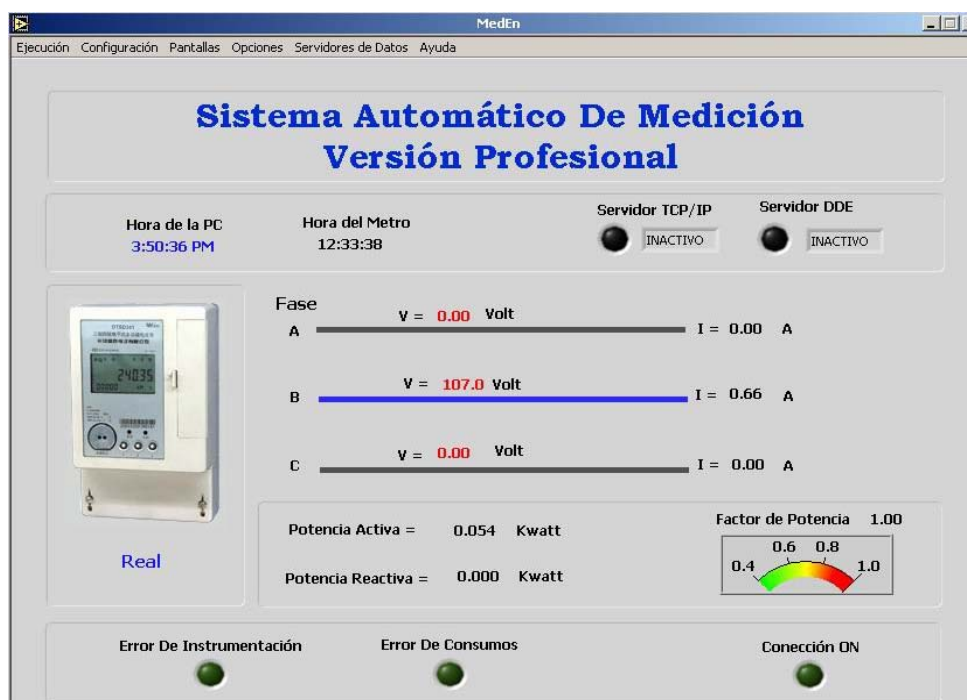 MedEn
Ejecución Configuración Pantallas Opciones Servidores de Datos Ayuda
Sistema Automático De Medición
Versión Profesional
Hora de la PC
3:50:36 PM
Hora del Metro
12:33:38
Servidor TCP/IP
INACTIVO
Servidor DDE
INACTIVO
Fase
A V = 0.00 Volt I = 0.00 A
B V = 107.0 Volt I = 0.66 A
C V = 0.00 Volt I = 0.00 A
24035
Real
Potencia Activa = 0.054 Kwatt
Potencia Reactiva = 0.000 Kwatt
Factor de Potencia 1.00
0.4 0.6 0.8 1.0
Error De Instrumentación
Error De Consumos
Conección ON